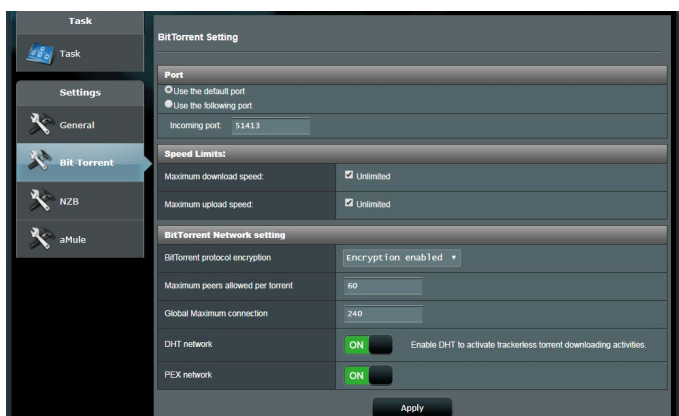 Task
Task
Settings
General
Bit Torrent
NZB
aMule
BitTorrent Setting
Port
Use the default port
Use the following port
Incoming port: 51413
Speed Limits:
Maximum download speed: Unlimited
Maximum upload speed: Unlimited
BitTorrent Network setting
BitTorrent protocol encryption Encryption enabled
Maximum peers allowed per torrent 60
Global Maximum connection 240
DHT network ON Enable DHT to activate trackerless torrent downloading activities.
PEX network ON
Apply